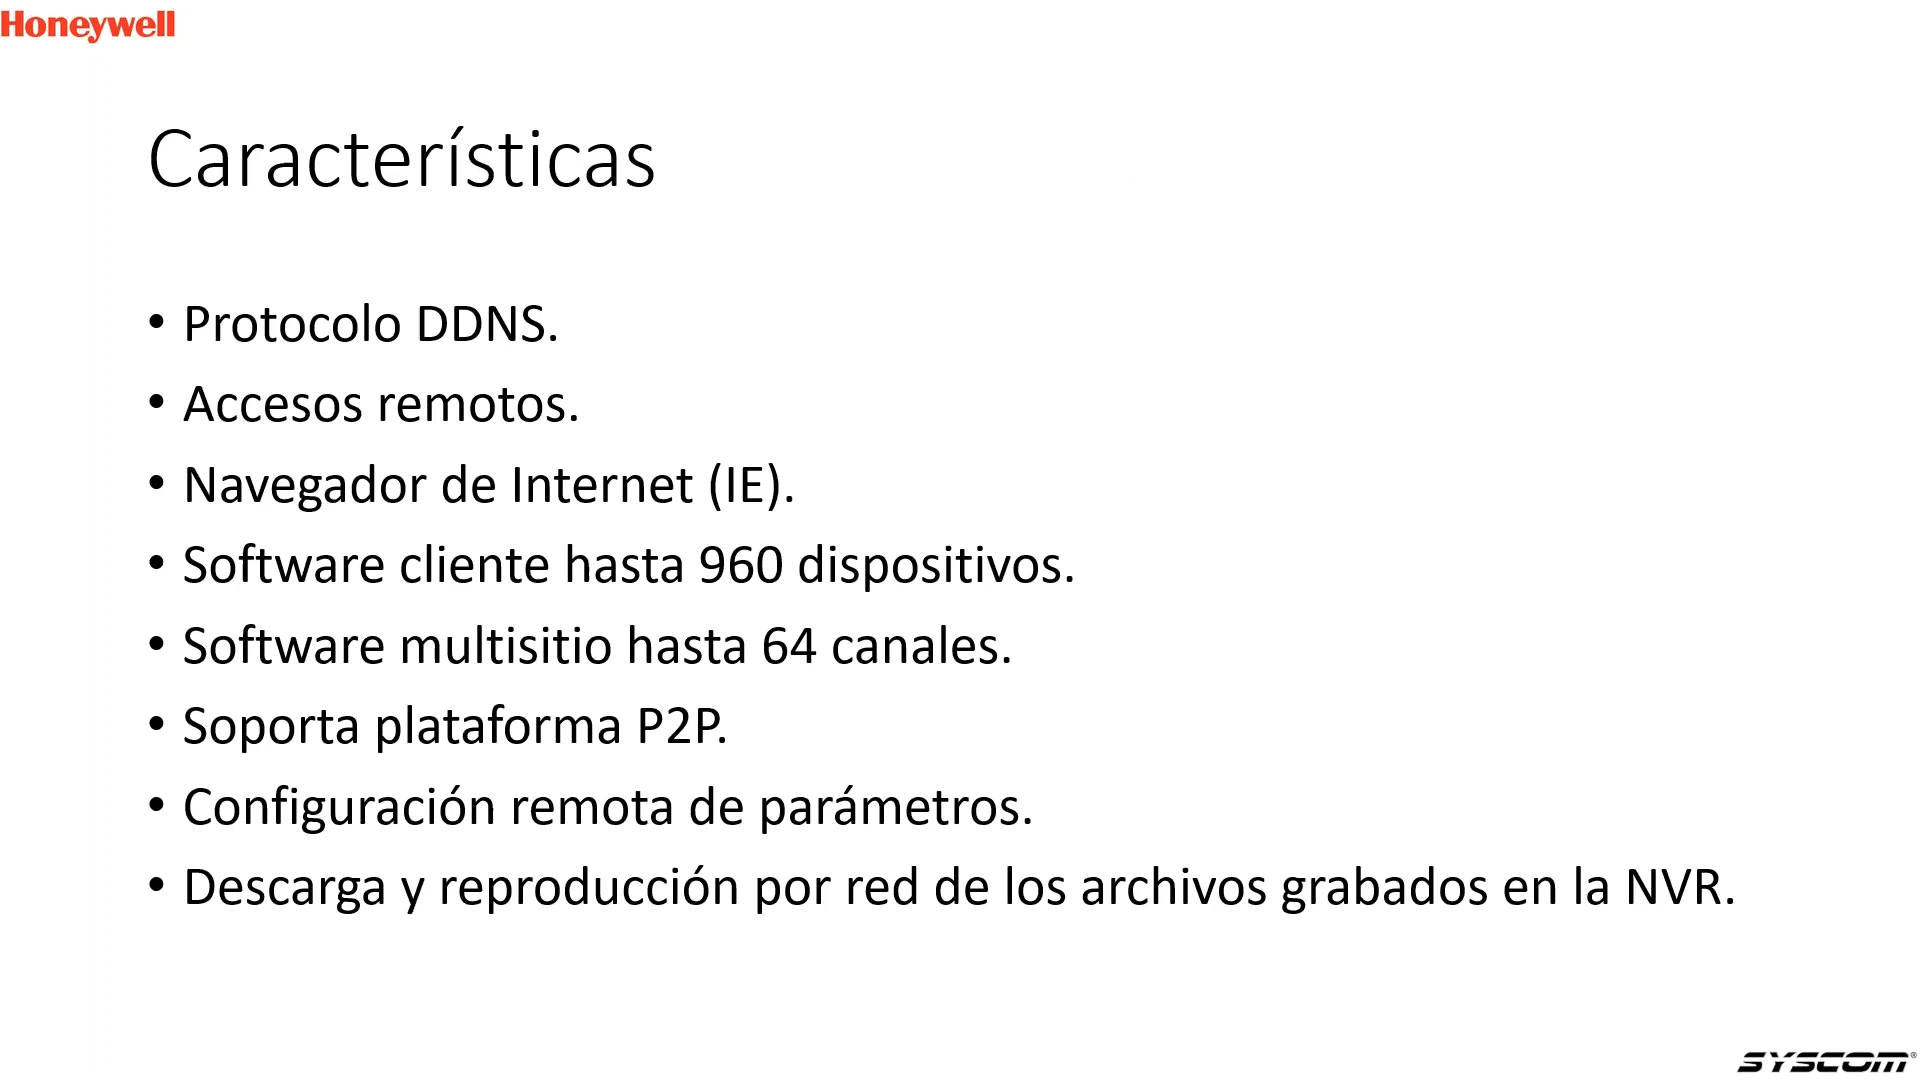 Honeywell
Características
• Protocolo DDNS.
• Accesos remotos.
• Navegador de Internet (IE).
• Software cliente hasta 960 dispositivos.
• Software multisitio hasta 64 canales.
• Soporta plataforma P2P.
• Configuración remota de parámetros.
• Descarga y reproducción por red de los archivos grabados en la NVR.
SYSCOM®